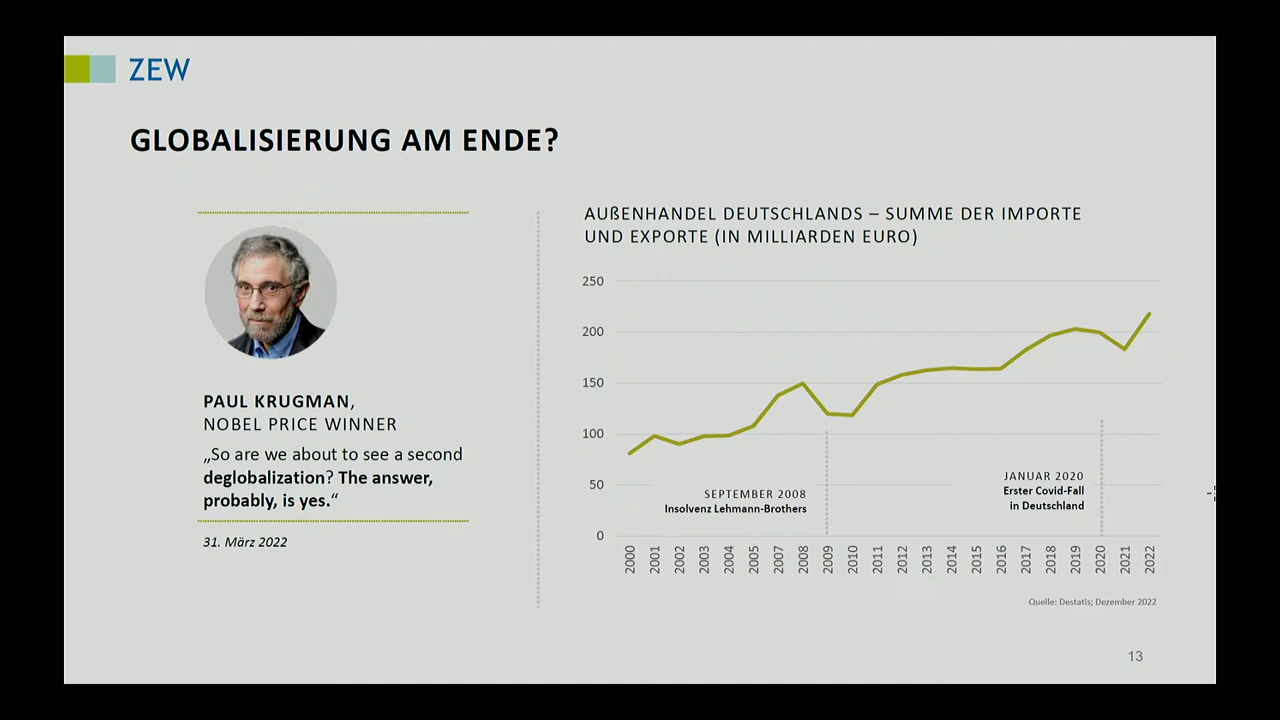 ZEW
GLOBALISIERUNG AM ENDE?
PAUL KRUGMAN,
NOBEL PRICE WINNER
„So are we about to see a second
deglobalization? The answer,
probably, is yes.“
31. März 2022
AUßENHANDEL DEUTSCHLANDS – SUMME DER IMPORTE
UND EXPORTE (IN MILLIARDEN EURO)
250
200
150
100
50
0
SEPTEMBER 2008
Insolvenz Lehmann-Brothers
JANUAR 2020
Erster Covid-Fall
in Deutschland
2000 2001 2002 2003 2004 2005 2007 2008 2009 2010 2011 2012 2013 2014 2015 2016 2017 2018 2019 2020 2021 2022
Quelle: Destatis; Dezember 2022
13